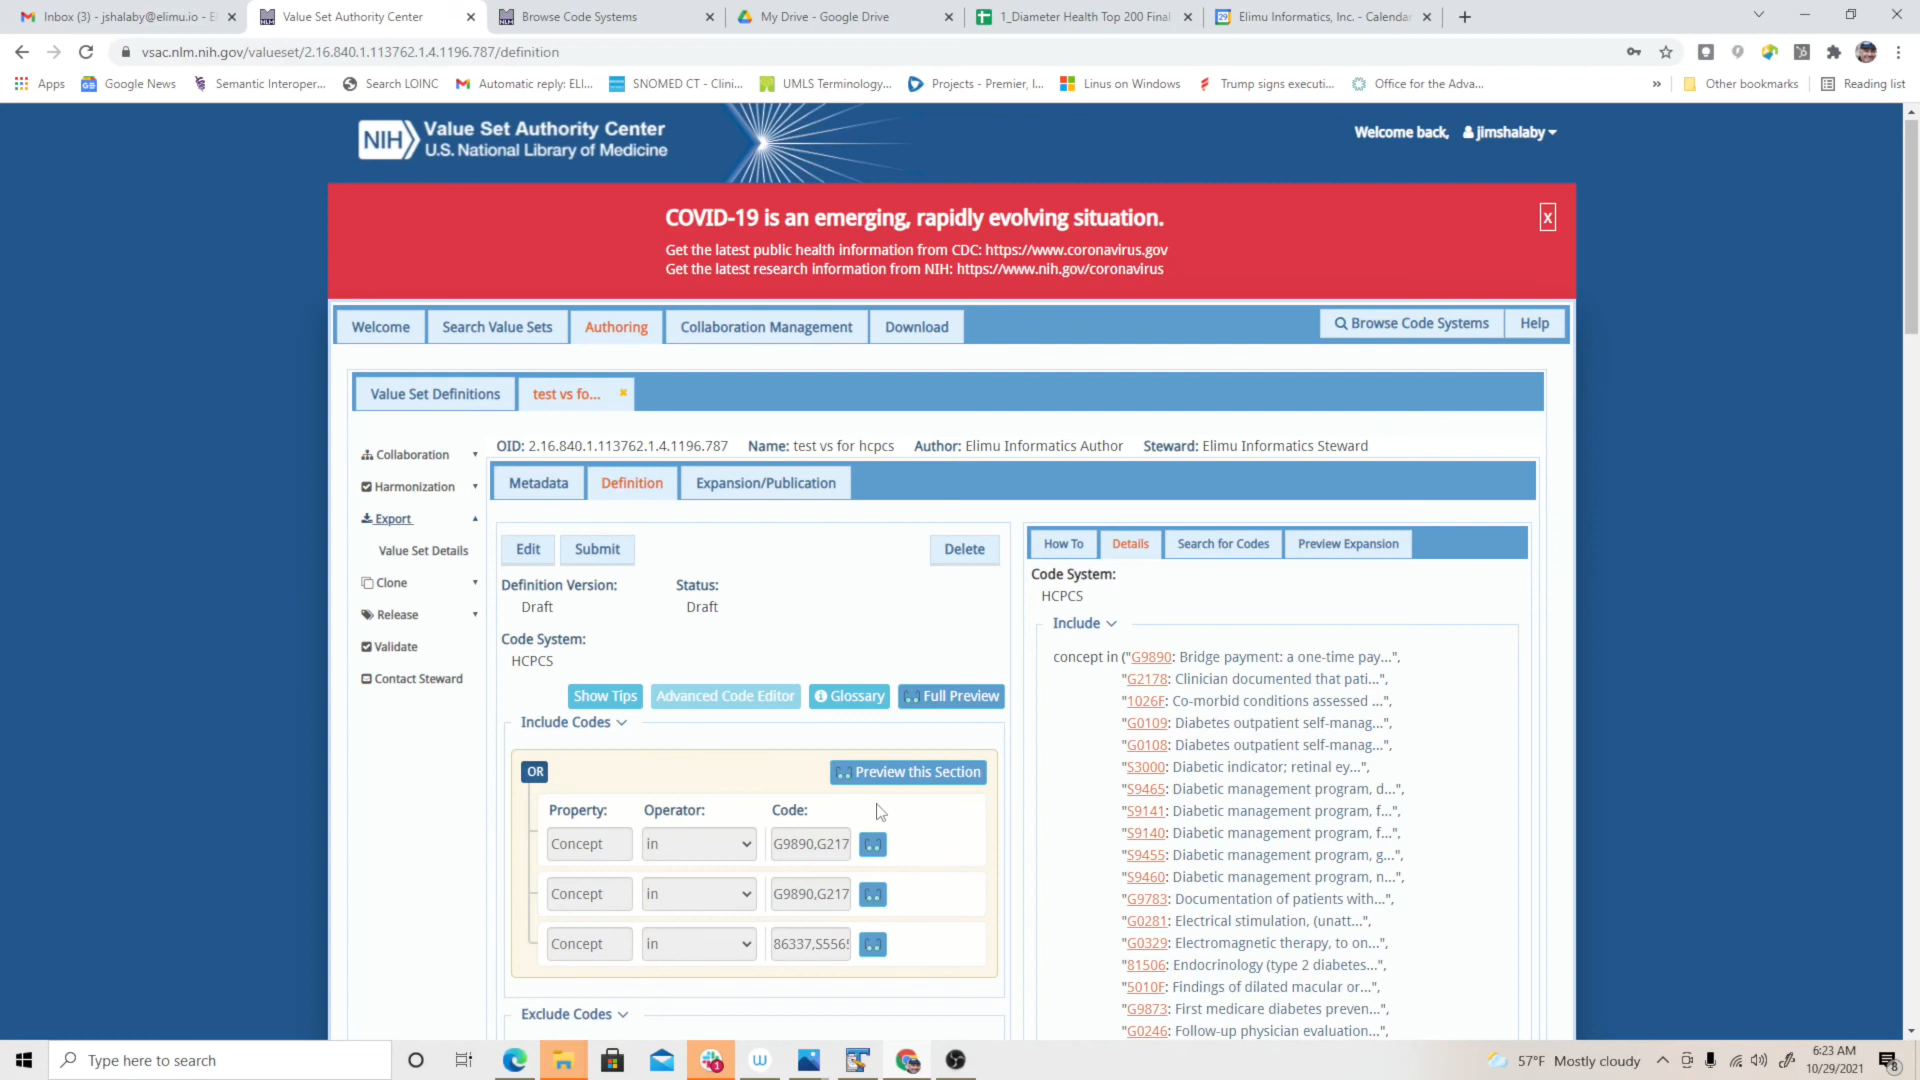 Inbox (3) - jshalaby@elimu.io - E
Value Set Authority Center
Browse Code Systems
My Drive - Google Drive
1_Diameter Health Top 200 Final
Elimu Informatics, Inc. - Calendar
vsac.nlm.nih.gov/valueset/2.16.840.1.113762.1.4.1196.787/definition
Apps
Google News
Semantic Interoper...
Search LOINC
Automatic reply: ELI...
SNOMED CT - Clini...
UMLS Terminology...
Projects - Premier, I...
Linus on Windows
Trump signs executi...
Office for the Adva...
»
Other bookmarks
Reading list
NIH
Value Set Authority Center
U.S. National Library of Medicine
Welcome back, jimshalaby
COVID-19 is an emerging, rapidly evolving situation.
X
Get the latest public health information from CDC: https://www.coronavirus.gov
Get the latest research information from NIH: https://www.nih.gov/coronavirus
Welcome
Search Value Sets
Authoring
Collaboration Management
Download
Browse Code Systems
Help
Value Set Definitions
test vs fo...
Collaboration
Harmonization
Export
Value Set Details
Clone
Release
Validate
Contact Steward
OID: 2.16.840.1.113762.1.4.1196.787 Name: test vs for hcpcs Author: Elimu Informatics Author Steward: Elimu Informatics Steward
Metadata
Definition
Expansion/Publication
Edit
Submit
Delete
Definition Version:
Draft
Status:
Draft
Code System:
HCPCS
Show Tips
Advanced Code Editor
Glossary
Full Preview
Include Codes
OR
Preview this Section
Property: Operator: Code:
Concept in G9890,G217
Concept in G9890,G217
Concept in 86337,S5565
Exclude Codes
How To
Details
Search for Codes
Preview Expansion
Code System:
HCPCS
Include
concept in ("G9890: Bridge payment: a one-time pay...",
"G2178: Clinician documented that pati...",
"1026F: Co-morbid conditions assessed ...",
"G0109: Diabetes outpatient self-manag...",
"G0108: Diabetes outpatient self-manag...",
"S3000: Diabetic indicator; retinal ey...",
"S9465: Diabetic management program, d...",
"S9141: Diabetic management program, f...",
"S9140: Diabetic management program, f...",
"S9455: Diabetic management program, g...",
"S9460: Diabetic management program, n...",
"G9783: Documentation of patients with...",
"G0281: Electrical stimulation, (unatt...",
"G0329: Electromagnetic therapy, to on...",
"81506: Endocrinology (type 2 diabetes...",
"5010F: Findings of dilated macular or...",
"G9873: First medicare diabetes preven...",
"G0246: Follow-up physician evaluation...",
Type here to search
57°F Mostly cloudy
6:23 AM
10/29/2021
8